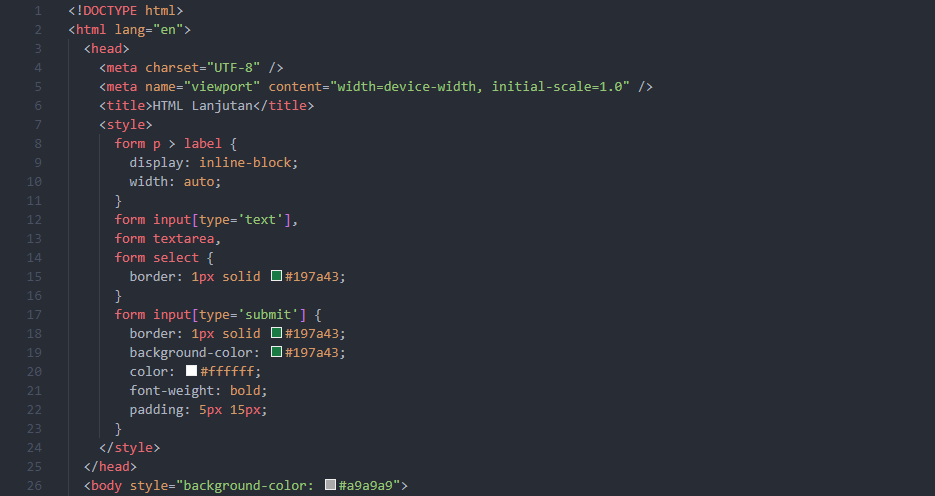 1 <!DOCTYPE html>
2 <html lang="en">
3 <head>
4 <meta charset="UTF-8" />
5 <meta name="viewport" content="width=device-width, initial-scale=1.0" />
6 <title>HTML Lanjutan</title>
7 <style>
8 form p > label {
9 display: inline-block;
10 width: auto;
11 }
12 form input[type='text'],
13 form textarea,
14 form select {
15 border: 1px solid #197a43;
16 }
17 form input[type='submit'] {
18 border: 1px solid #197a43;
19 background-color: #197a43;
20 color: #ffffff;
21 font-weight: bold;
22 padding: 5px 15px;
23 }
24 </style>
25 </head>
26 <body style="background-color: #a9a9a9">